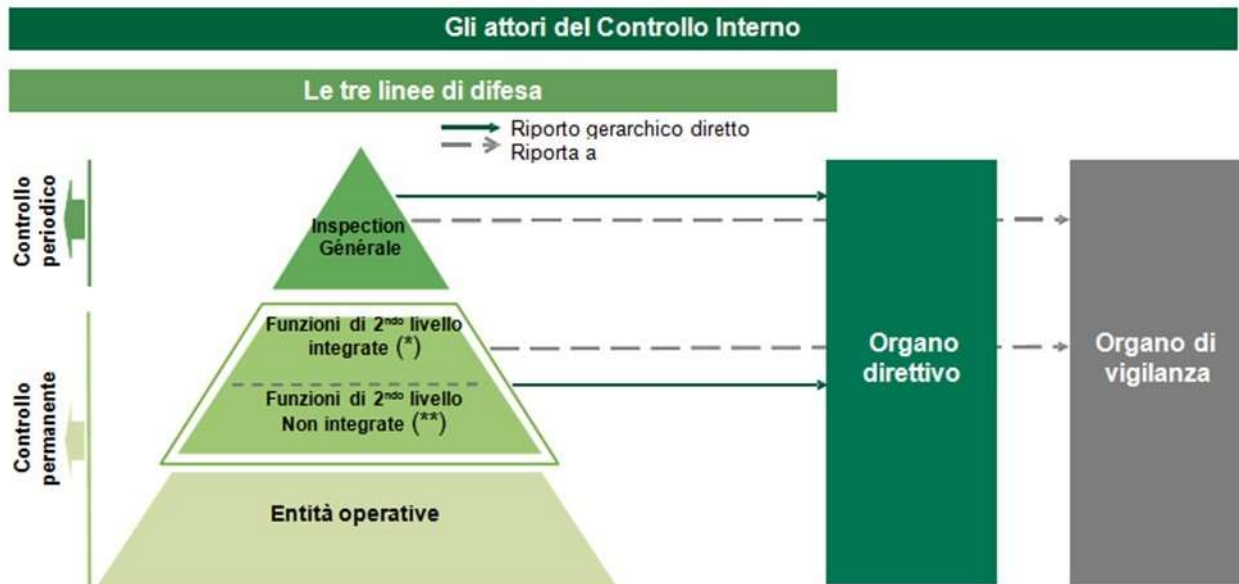 Gli attori del Controllo Interno
Le tre linee di difesa
Riporto gerarchico diretto
Riporta a
Controllo
periodico
Inspection
Générale
Controllo
permanente
Funzioni di 2ndo livello
integrate (*)
Funzioni di 2ndo livello
Non integrate (**)
Entità operative
Organo
direttivo
Organo di
vigilanza